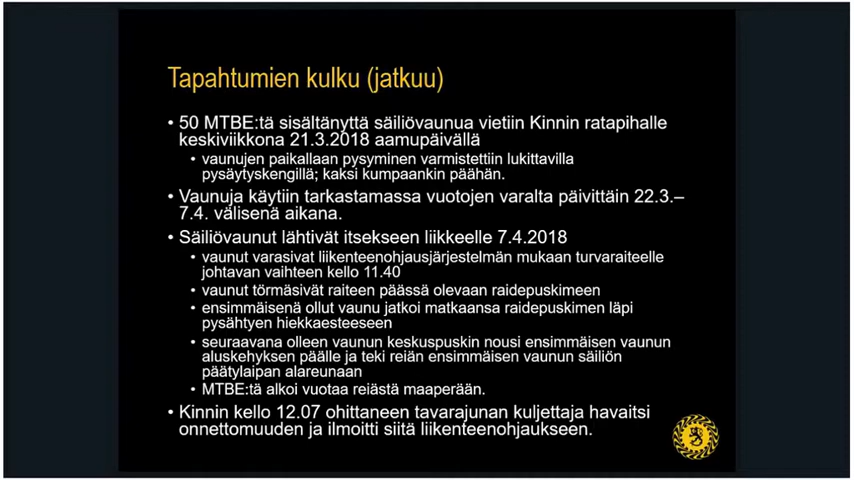 Tapahtumien kulku (jatkuu)
• 50 MTBE:tä sisältänyttä säiliövaunua vietiin Kinnin ratapihalle
keskiviikkona 21.3.2018 aamupäivällä
• vaunujen paikallaan pysyminen varmistettiin lukittavilla
pysäytyskengillä; kaksi kumpaankin päähän.
• Vaunuja käytiin tarkastamassa vuotojen varalta päivittäin 22.3.–
7.4. välisenä aikana.
• Säiliövaunut lähtivät itsekseen liikkeelle 7.4.2018
• vaunut varasivat liikenteenohjausjärjestelmän mukaan turvaraiteelle
johtavan vaihteen kello 11.40
• vaunut törmäsivät raiteen päässä olevaan raidepuskimeen
• ensimmäisenä ollut vaunu jatkoi matkaansa raidepuskimen läpi
pysähtyen hiekkaesteeseen
• seuraavana olleen vaunun keskuspuskin nousi ensimmäisen vaunun
aluskehyksen päälle ja teki reiän ensimmäisen vaunun säiliön
päätylaipan alareunaan
• MTBE:tä alkoi vuotaa reiästä maaperään.
• Kinnin kello 12.07 ohittaneen tavarajunan kuljettaja havaitsi
onnettomuuden ja ilmoitti siitä liikenteenohjaukseen.